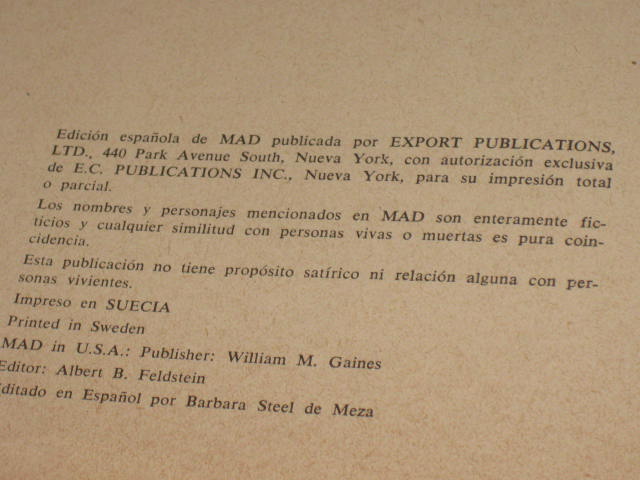 Edición española de MAD publicada por EXPORT PUBLICATIONS,
LTD., 440 Park Avenue South, Nueva York, con autorización exclusiva
de E.C. PUBLICATIONS INC., Nueva York, para su impresión total
o parcial.
Los nombres y personajes mencionados en MAD son enteramente fic-
ticios y cualquier similitud con personas vivas o muertas es pura coin-
cidencia.
Esta publicación no tiene propósito satírico ni relación alguna con per-
sonas vivientes.
Impreso en SUECIA
Printed in Sweden
MAD in U.S.A.: Publisher: William M. Gaines
Editor: Albert B. Feldstein
ditado en Español por Barbara Steel de Meza